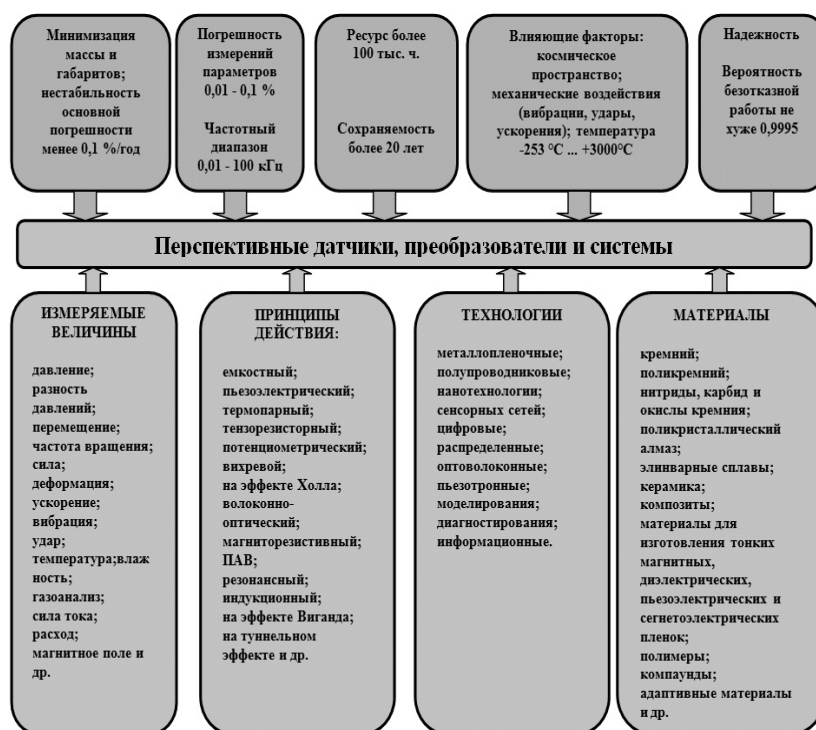 Минимизация
массы и
габаритов;
нестабильность
основной
погрешности
менее 0,1 %/год
Погрешность
измерений
параметров
0,01 - 0,1 %
Частотный
диапазон
0,01 - 100 кГц
Ресурс более
100 тыс. ч.
Сохраняемость
более 20 лет
Влияющие факторы:
космическое
пространство;
механические воздействия
(вибрации, удары,
ускорения); температура
-253 °С ... +3000°С
Надежность
Вероятность
безотказной
работы не
хуже 0,9995
Перспективные датчики, преобразователи и системы
ИЗМЕРЯЕМЫЕ
ВЕЛИЧИНЫ
давление;
разность
давлений;
перемещение;
частота вращения;
сила;
деформация;
ускорение;
вибрация;
удар;
температура;влаж
ность;
газоанализ;
сила тока;
расход;
магнитное поле и
др.
ПРИНЦИПЫ
ДЕЙСТВИЯ:
емкостный;
пьезоэлектрический;
термопарный;
тензорезисторный;
потенциометрический;
вихревой;
на эффекте Холла;
волоконно-
оптический;
магниторезистивный;
ПАВ;
резонансный;
индукционный;
на эффекте Виганда;
на туннельном
эффекте и др.
ТЕХНОЛОГИИ
металлопленочные;
полупроводниковые;
нанотехнологии;
сенсорных сетей;
цифровые;
распределенные;
оптоволоконные;
пьезотронные;
моделирования;
диагностирования;
информационные.
МАТЕРИАЛЫ
кремний;
поликремний;
нитриды, карбид и
окислы кремния;
поликристаллический
алмаз;
элинварные сплавы;
керамика;
композиты;
материалы для
изготовления тонких
магнитных,
диэлектрических,
пьезоэлектрических и
сегнетоэлектрических
пленок;
полимеры;
компаунды;
адаптивные материалы
и др.